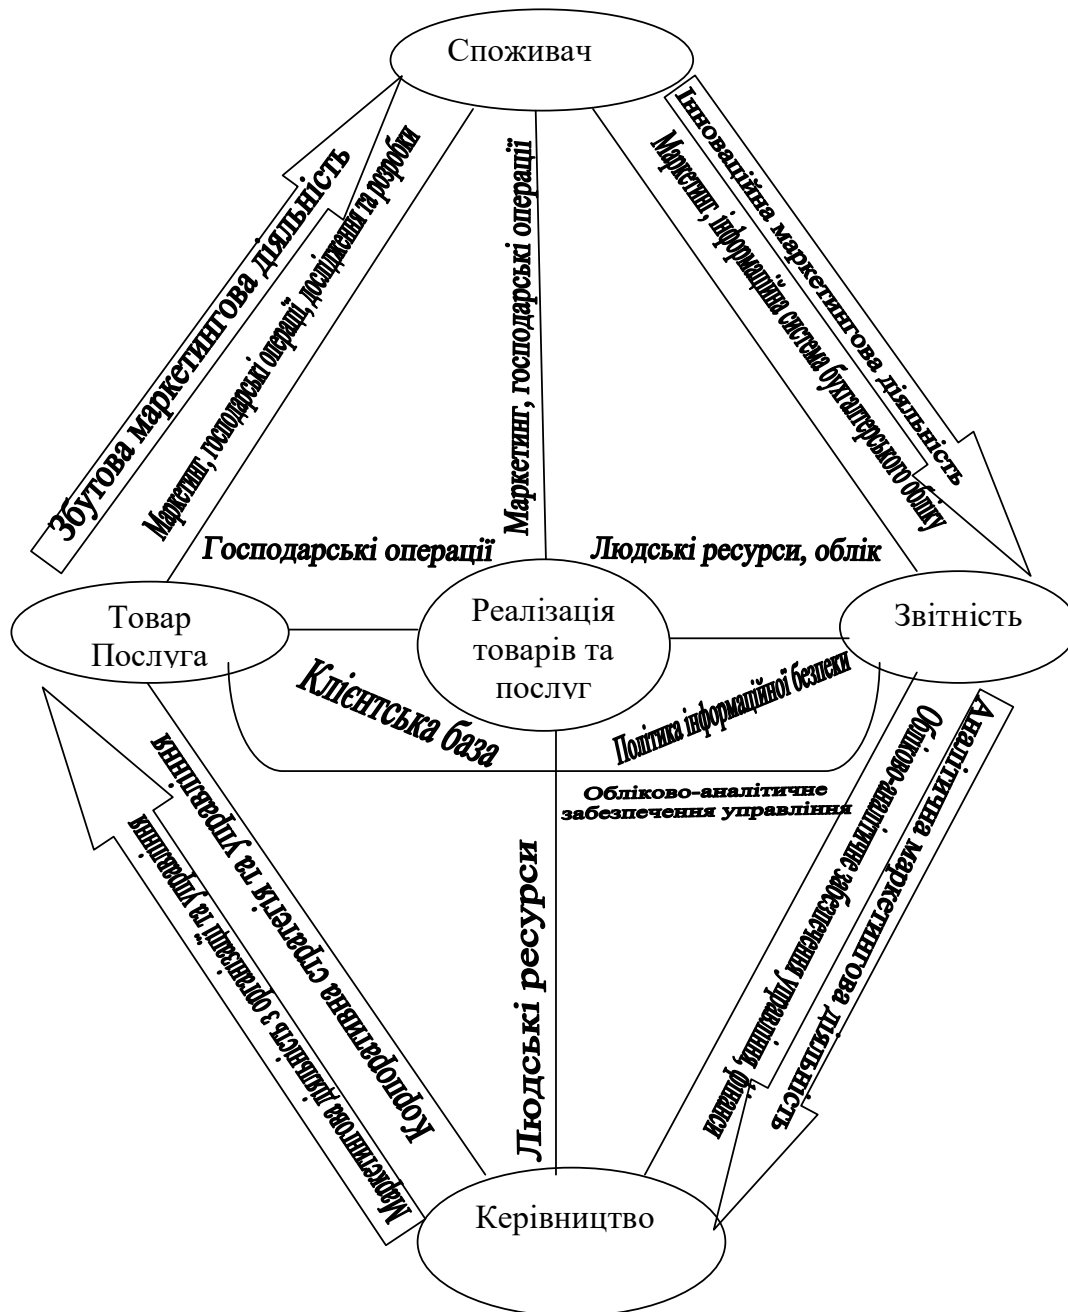 Споживач
Збутова маркетингова діяльність
Маркетинг, господарські операції, дослідження та розробки
Маркетинг, господарські операції
Маркетинг, інформаційна система бухгалтерського обліку
Інноваційна маркетингова діяльність
Господарські операції
Людські ресурси, облік
Товар
Послуга
Реалізація
товарів та
послуг
Звітність
Клієнтська база
Політика інформаційної безпеки
Обліково-аналітичне
забезпечення управління
Маркетингова діяльність з організації та управління
Корпоративна стратегія та управління
Людські ресурси
Обліково-аналітичне забезпечення управління, фінанси
Аналітична маркетингова діяльність
Керівництво